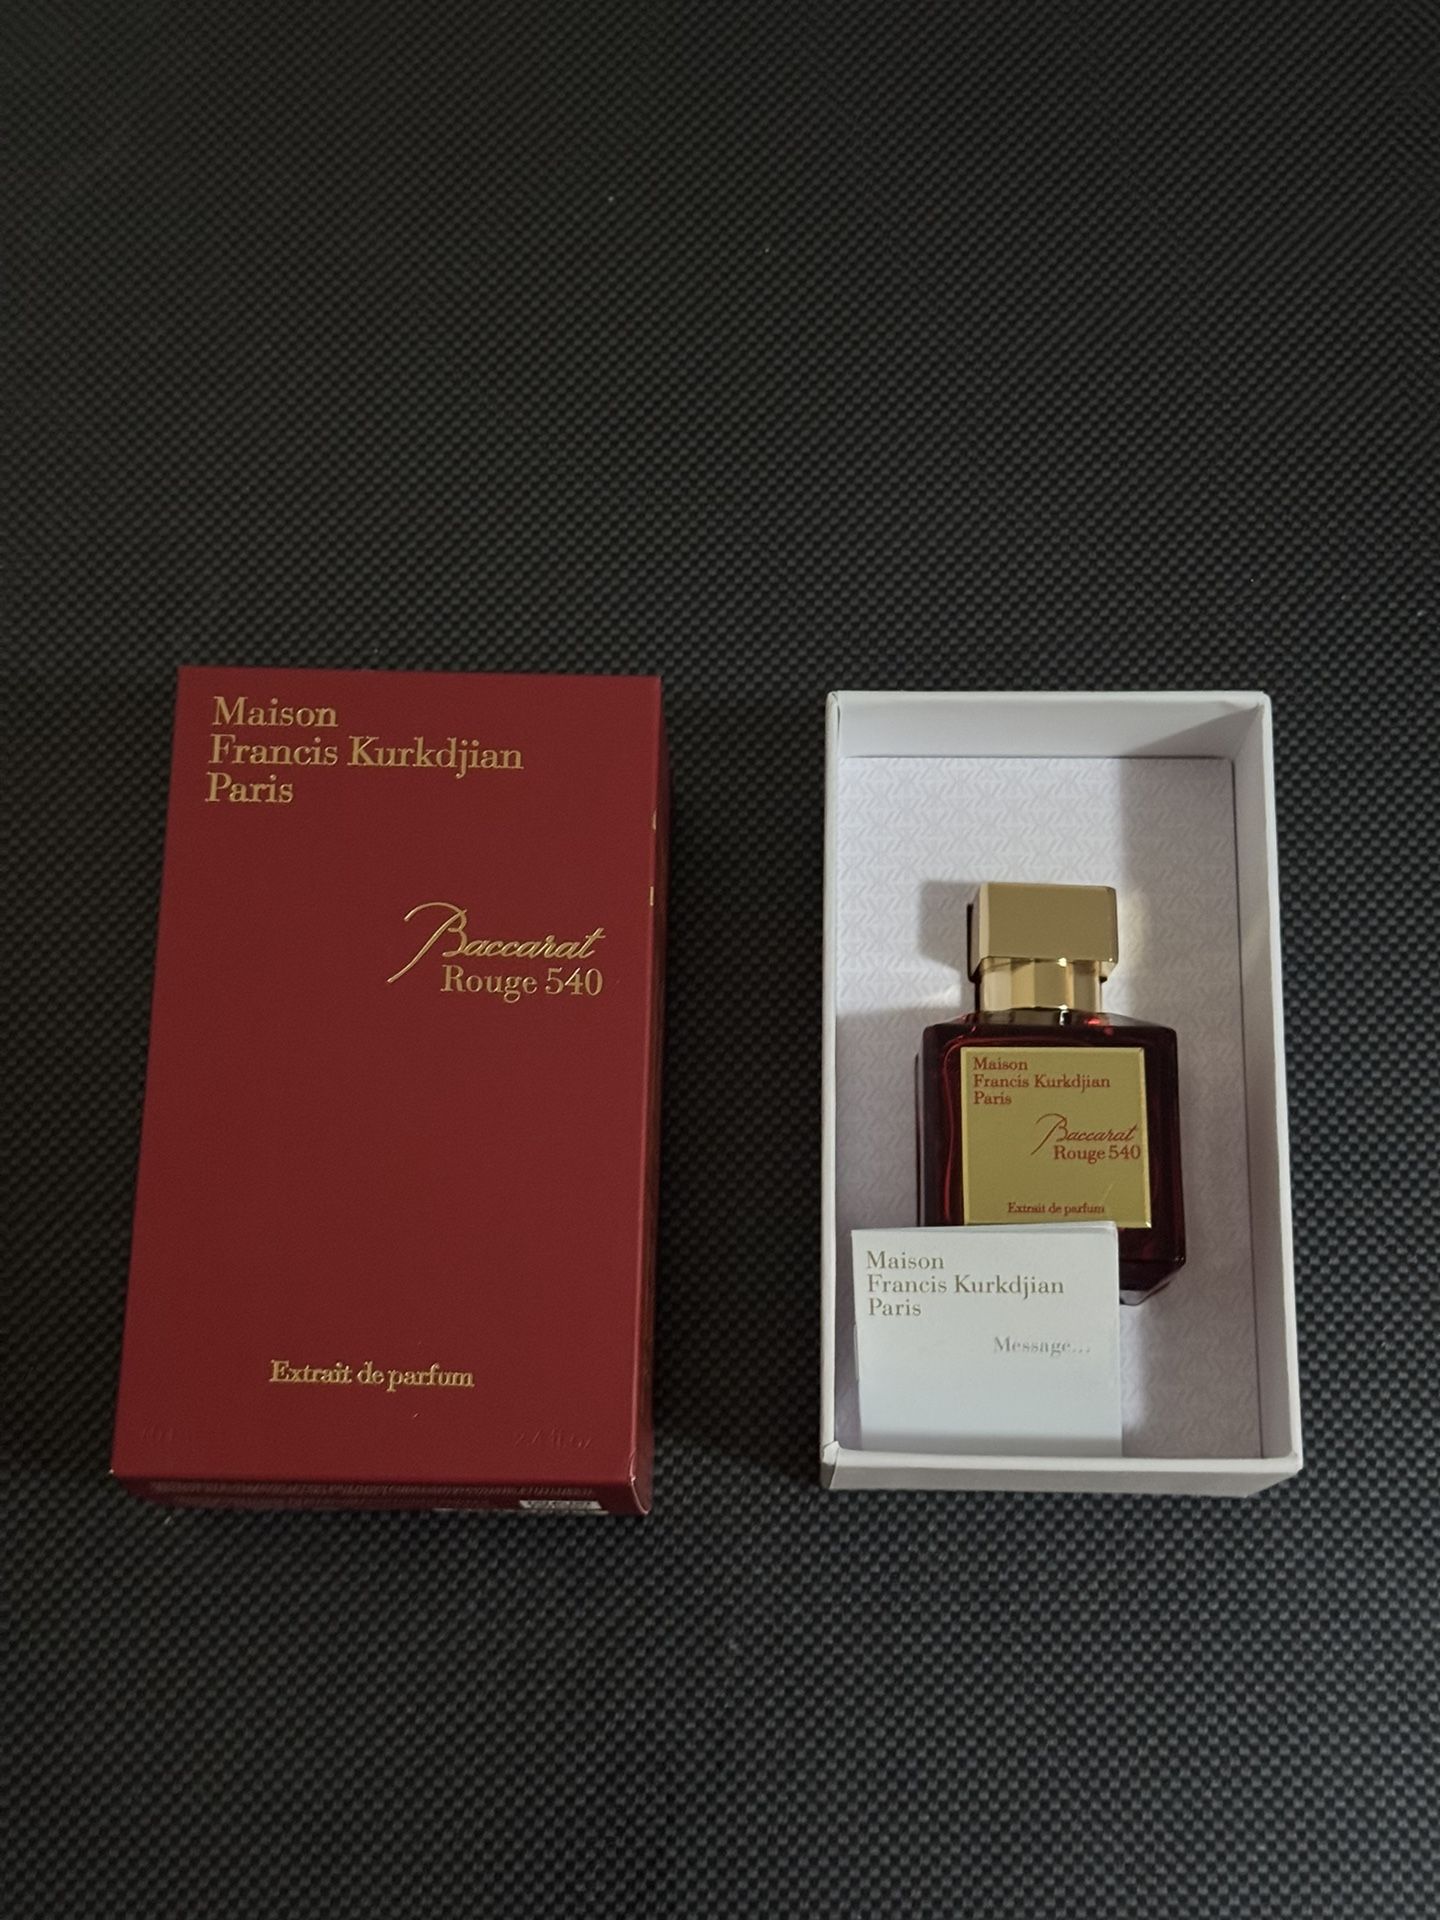 Maison
Francis Kurkdjian
Paris
Baccarat
Rouge 540
Extrait de parfum
Maison
Francis Kurkdjian
Paris
Baccarat
Rouge 540
Extrait de parfum
Maison
Francis Kurkdjian
Paris
Message...